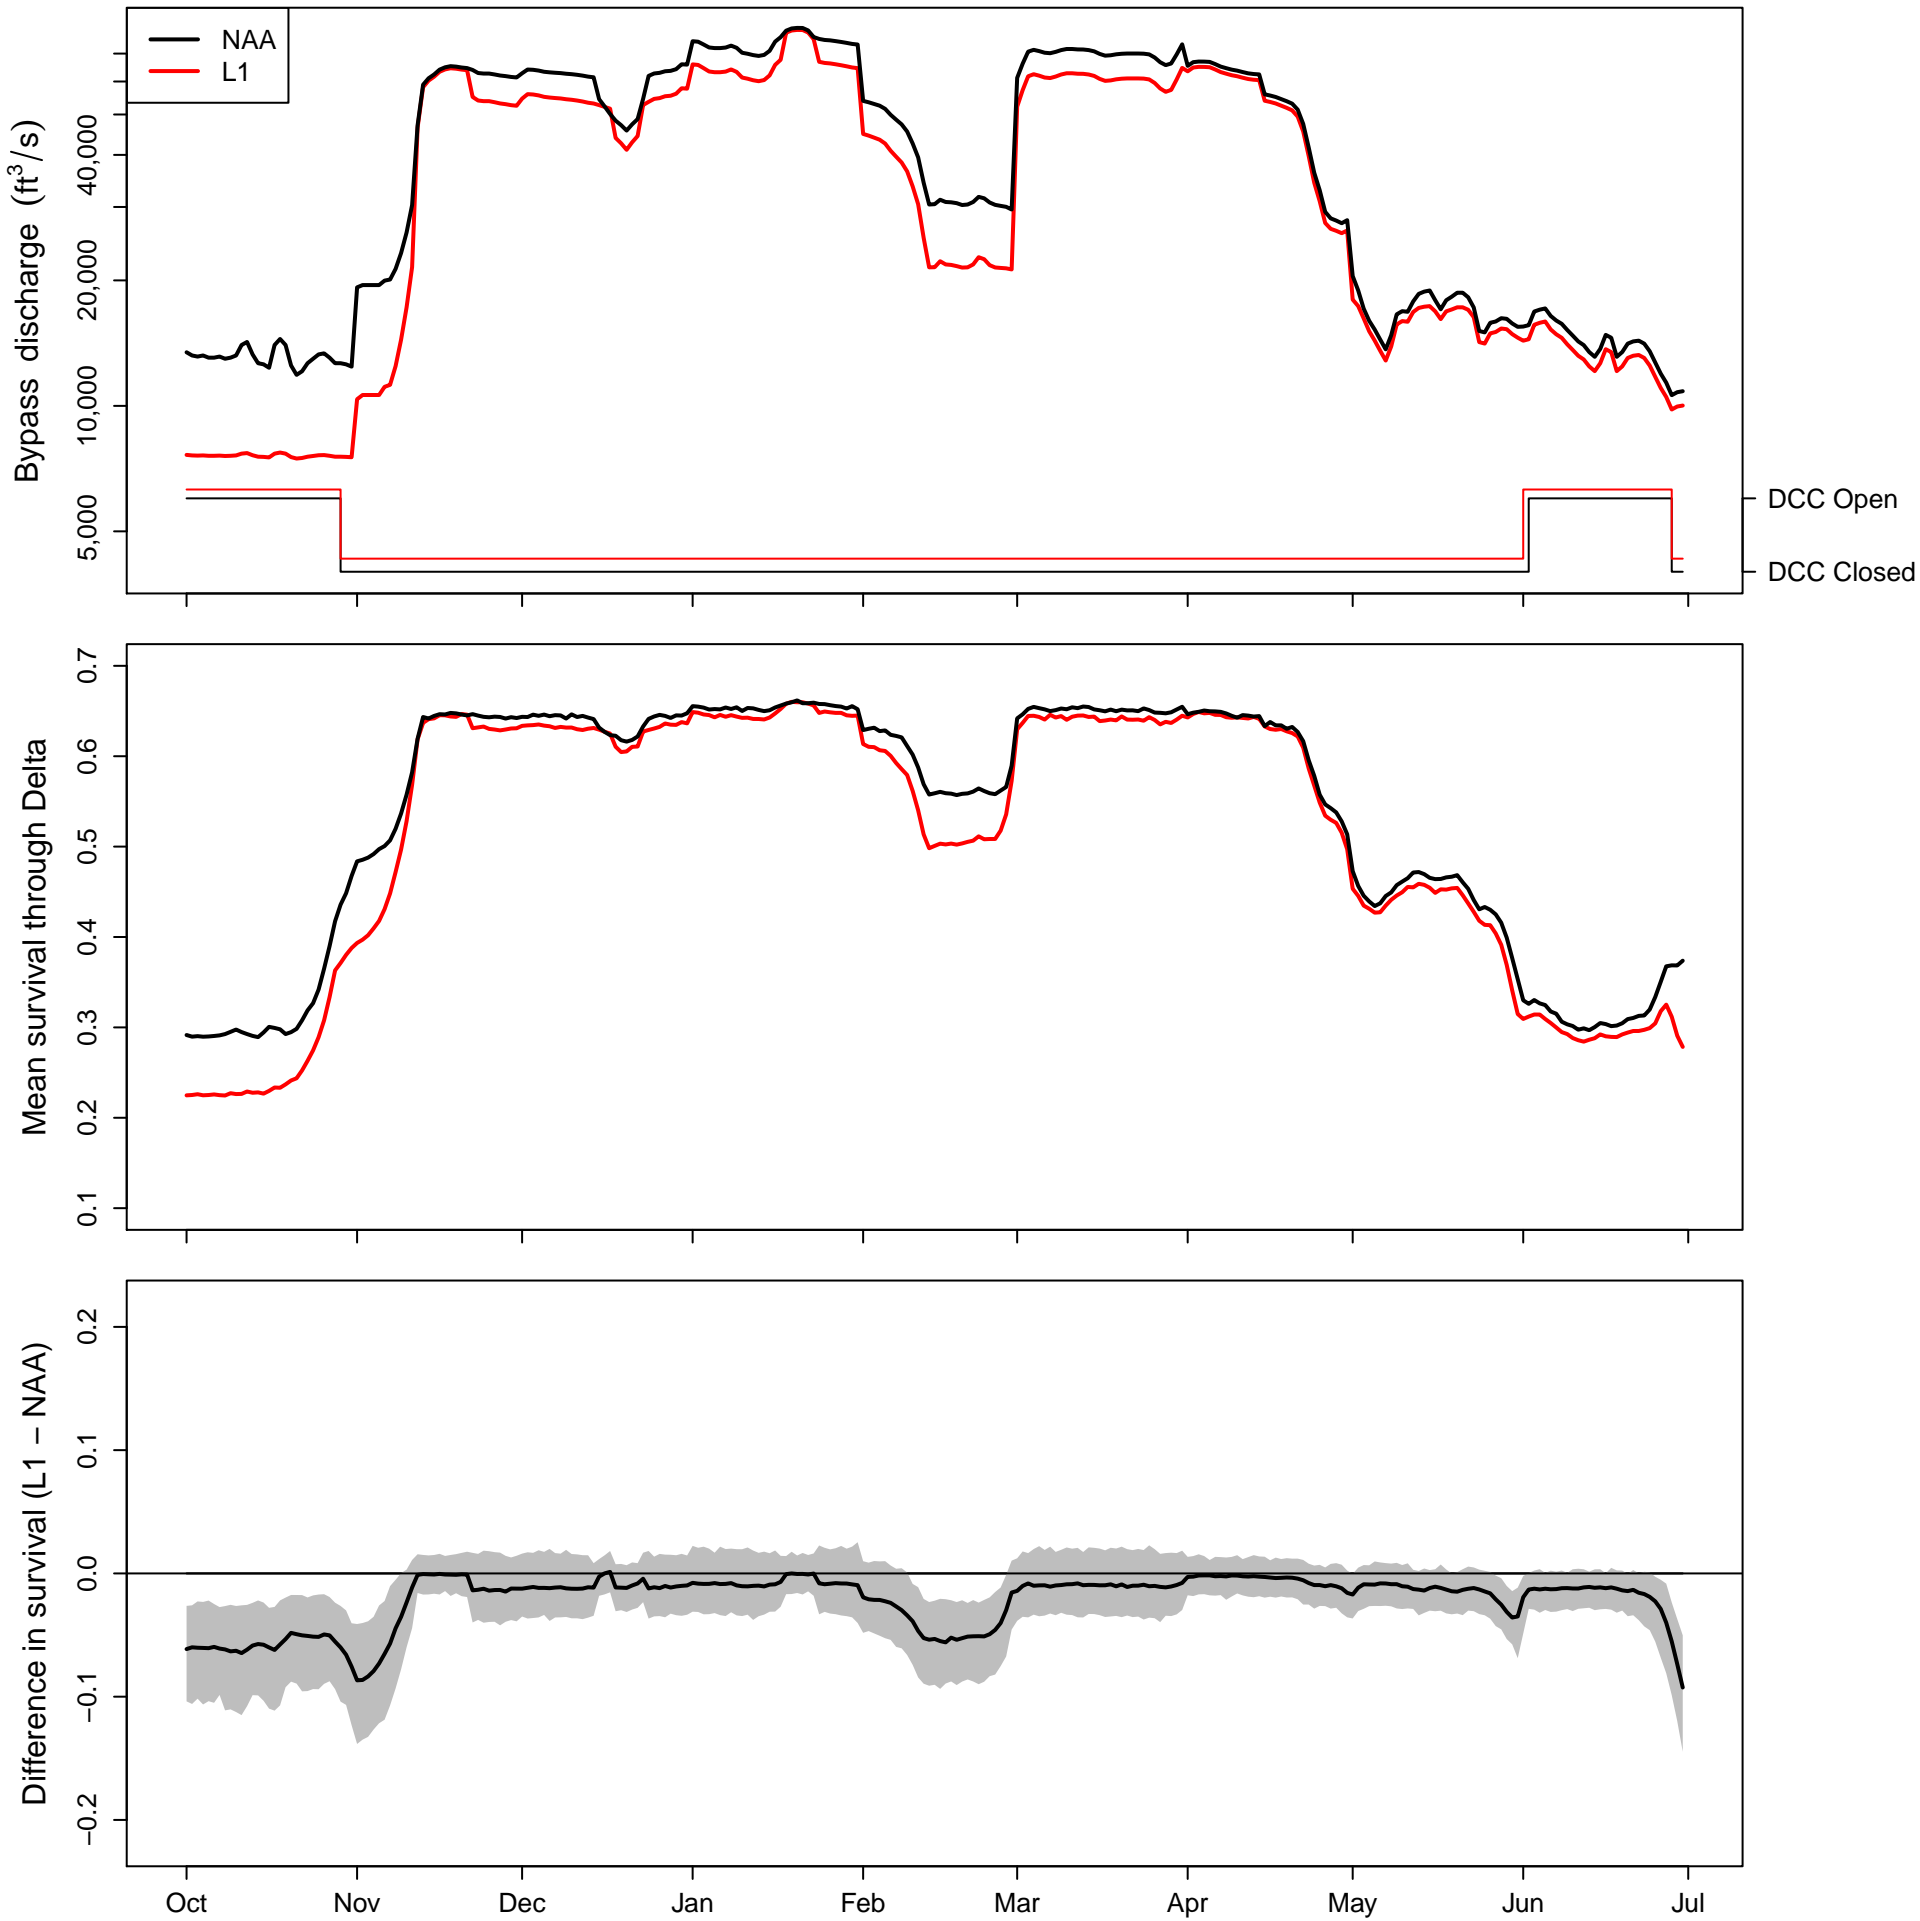 NAA
L1
Bypass discharge (ft³/s)
40,000
20,000
10,000
5,000
DCC Open
DCC Closed
Mean survival through Delta
0.7
0.6
0.5
0.4
0.3
0.2
0.1
Difference in survival (L1 − NAA)
0.2
0.1
0.0
−0.1
−0.2
Oct Nov Dec Jan Feb Mar Apr May Jun Jul